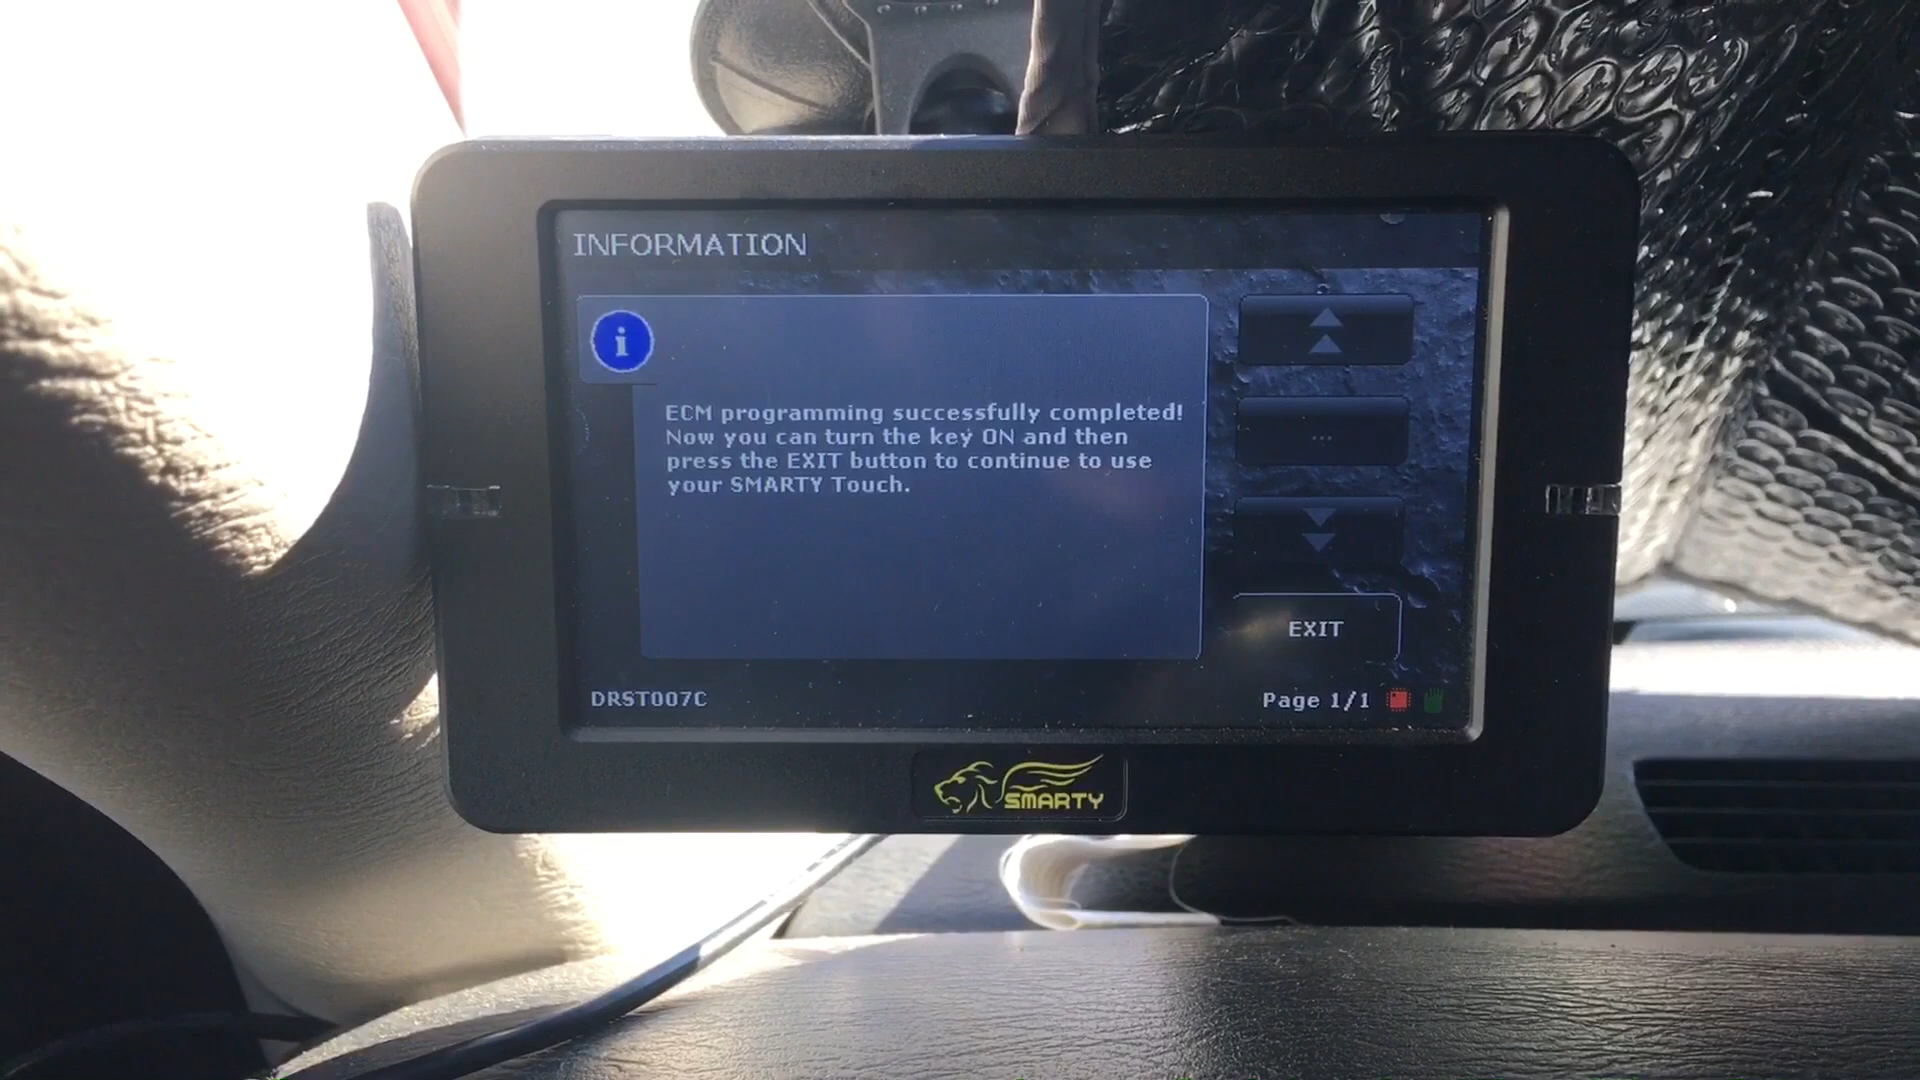 INFORMATION
i
ECM programming successfully completed!
Now you can turn the key ON and then
press the EXIT button to continue to use
your SMARTY Touch.
...
EXIT
DRST007C
Page 1/1
SMARTY